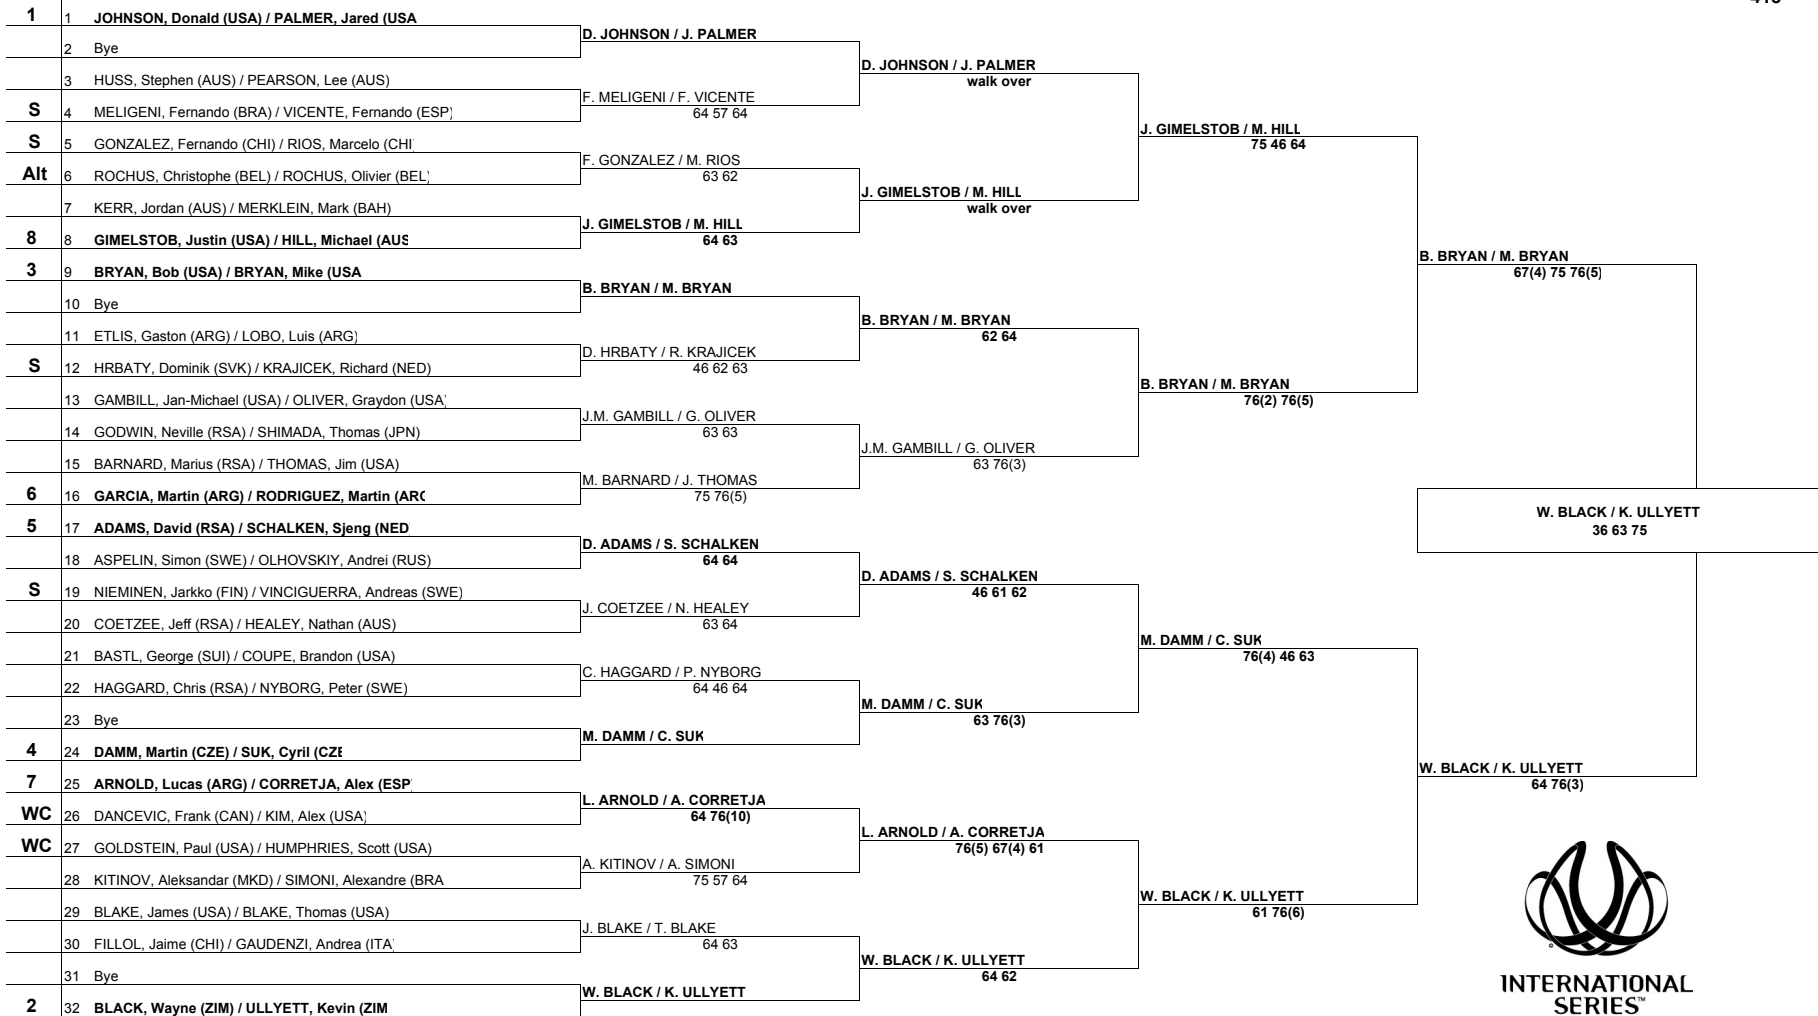 1 1 JOHNSON, Donald (USA) / PALMER, Jared (USA
2 Bye
3 HUSS, Stephen (AUS) / PEARSON, Lee (AUS)
S 4 MELIGENI, Fernando (BRA) / VICENTE, Fernando (ESP)
S 5 GONZALEZ, Fernando (CHI) / RIOS, Marcelo (CHI
Alt 6 ROCHUS, Christophe (BEL) / ROCHUS, Olivier (BEL)
7 KERR, Jordan (AUS) / MERKLEIN, Mark (BAH)
8 8 GIMELSTOB, Justin (USA) / HILL, Michael (AUS
3 9 BRYAN, Bob (USA) / BRYAN, Mike (USA
10 Bye
11 ETLIS, Gaston (ARG) / LOBO, Luis (ARG)
S 12 HRBATY, Dominik (SVK) / KRAJICEK, Richard (NED)
13 GAMBILL, Jan-Michael (USA) / OLIVER, Graydon (USA)
14 GODWIN, Neville (RSA) / SHIMADA, Thomas (JPN)
15 BARNARD, Marius (RSA) / THOMAS, Jim (USA)
6 16 GARCIA, Martin (ARG) / RODRIGUEZ, Martin (ARG
5 17 ADAMS, David (RSA) / SCHALKEN, Sjeng (NED
18 ASPELIN, Simon (SWE) / OLHOVSKIY, Andrei (RUS)
S 19 NIEMINEN, Jarkko (FIN) / VINCIGUERRA, Andreas (SWE)
20 COETZEE, Jeff (RSA) / HEALEY, Nathan (AUS)
21 BASTL, George (SUI) / COUPE, Brandon (USA)
22 HAGGARD, Chris (RSA) / NYBORG, Peter (SWE)
23 Bye
4 24 DAMM, Martin (CZE) / SUK, Cyril (CZE
7 25 ARNOLD, Lucas (ARG) / CORRETJA, Alex (ESP
WC 26 DANCEVIC, Frank (CAN) / KIM, Alex (USA)
WC 27 GOLDSTEIN, Paul (USA) / HUMPHRIES, Scott (USA)
28 KITINOV, Aleksandar (MKD) / SIMONI, Alexandre (BRA
29 BLAKE, James (USA) / BLAKE, Thomas (USA)
30 FILLOL, Jaime (CHI) / GAUDENZI, Andrea (ITA)
31 Bye
2 32 BLACK, Wayne (ZIM) / ULLYETT, Kevin (ZIM
D. JOHNSON / J. PALMER
F. MELIGENI / F. VICENTE
64 57 64
F. GONZALEZ / M. RIOS
63 62
J. GIMELSTOB / M. HILL
64 63
B. BRYAN / M. BRYAN
D. HRBATY / R. KRAJICEK
46 62 63
J.M. GAMBILL / G. OLIVER
63 63
M. BARNARD / J. THOMAS
75 76(5)
D. ADAMS / S. SCHALKEN
64 64
J. COETZEE / N. HEALEY
63 64
C. HAGGARD / P. NYBORG
64 46 64
M. DAMM / C. SUK
L. ARNOLD / A. CORRETJA
64 76(10)
A. KITINOV / A. SIMONI
75 57 64
J. BLAKE / T. BLAKE
64 63
W. BLACK / K. ULLYETT
D. JOHNSON / J. PALMER
walk over
J. GIMELSTOB / M. HILL
walk over
B. BRYAN / M. BRYAN
62 64
J.M. GAMBILL / G. OLIVER
63 76(3)
D. ADAMS / S. SCHALKEN
46 61 62
M. DAMM / C. SUK
63 76(3)
L. ARNOLD / A. CORRETJA
76(5) 67(4) 61
W. BLACK / K. ULLYETT
64 62
J. GIMELSTOB / M. HILL
75 46 64
B. BRYAN / M. BRYAN
76(2) 76(5)
M. DAMM / C. SUK
76(4) 46 63
W. BLACK / K. ULLYETT
61 76(6)
B. BRYAN / M. BRYAN
67(4) 75 76(5)
W. BLACK / K. ULLYETT
64 76(3)
W. BLACK / K. ULLYETT
36 63 75
INTERNATIONAL
SERIES™